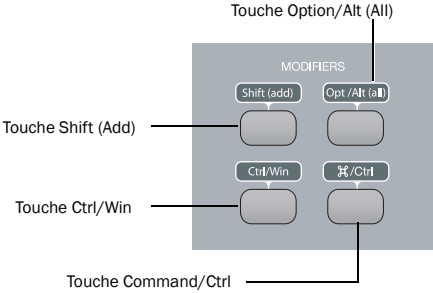 Touche Option/Alt (All)
MODIFIERS
Shift (add)
Opt /Alt (all)
Touche Shift (Add)
Ctrl/Win
⌘/Ctrl
Touche Ctrl/Win
Touche Command/Ctrl